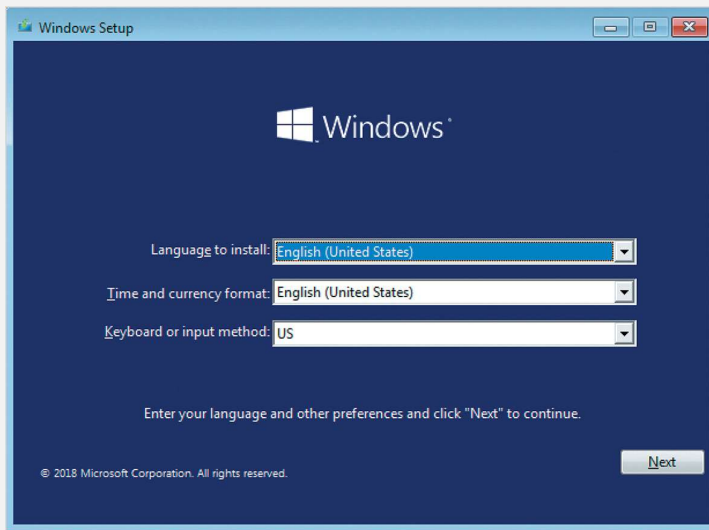 Windows Setup
Windows
Language to install: English (United States)
Time and currency format: English (United States)
Keyboard or input method: US
Enter your language and other preferences and click "Next" to continue.
Next
© 2018 Microsoft Corporation. All rights reserved.